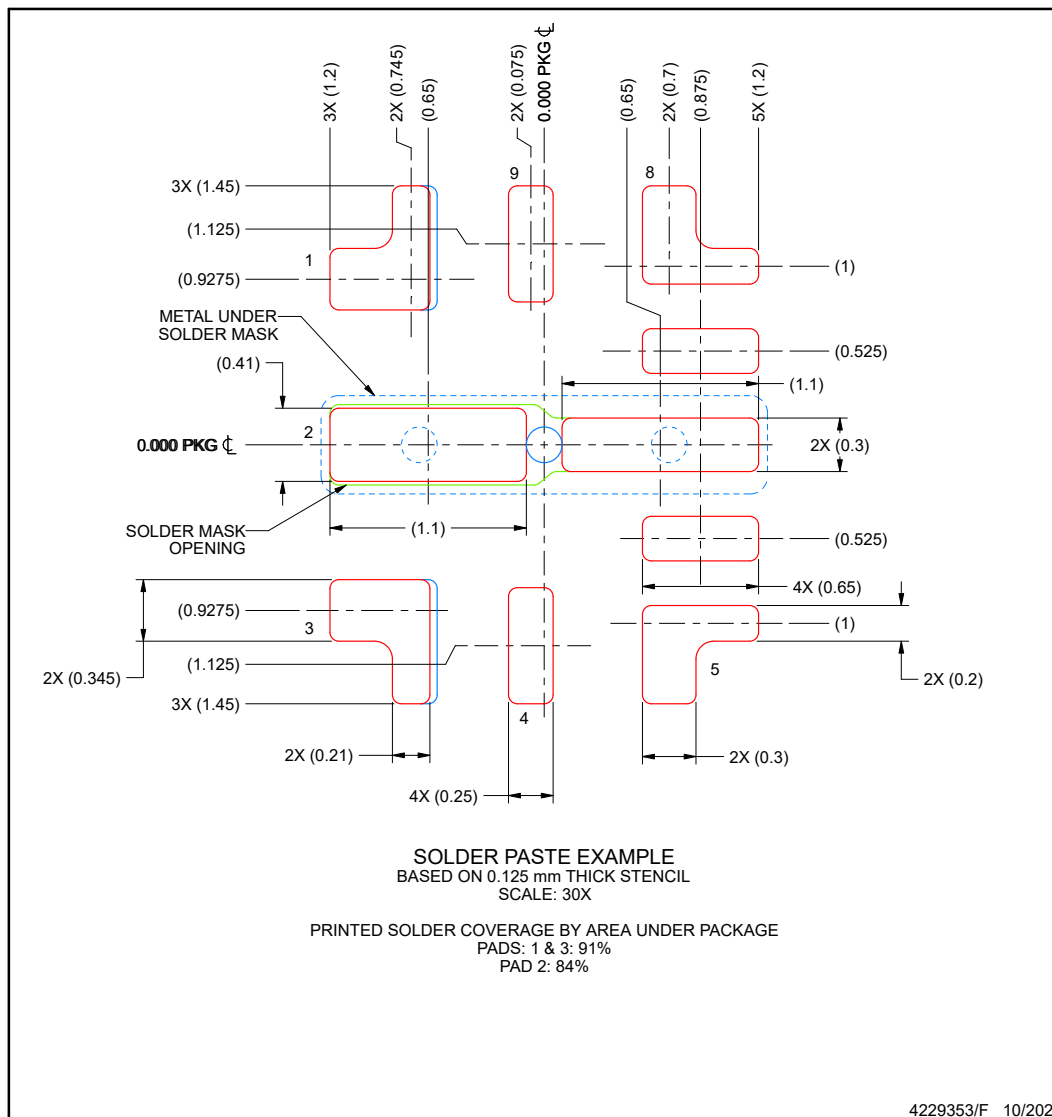 3X (1.2)
2X (0.745)
(0.65)
2X (0.075)
0.000 PKG ℄
(0.65)
2X (0.7)
(0.875)
5X (1.2)
3X (1.45)
9
8
(1.125)
1
(0.9275)
(1)
METAL UNDER
SOLDER MASK
(0.41)
(0.525)
(1.1)
2
0.000 PKG ℄
2X (0.3)
SOLDER MASK
OPENING
(1.1)
(0.525)
4X (0.65)
(0.9275)
3
(1)
(1.125)
5
2X (0.345)
2X (0.2)
3X (1.45)
4
2X (0.21)
2X (0.3)
4X (0.25)
SOLDER PASTE EXAMPLE
BASED ON 0.125 mm THICK STENCIL
SCALE: 30X
PRINTED SOLDER COVERAGE BY AREA UNDER PACKAGE
PADS: 1 & 3: 91%
PAD 2: 84%
4229353/F 10/202